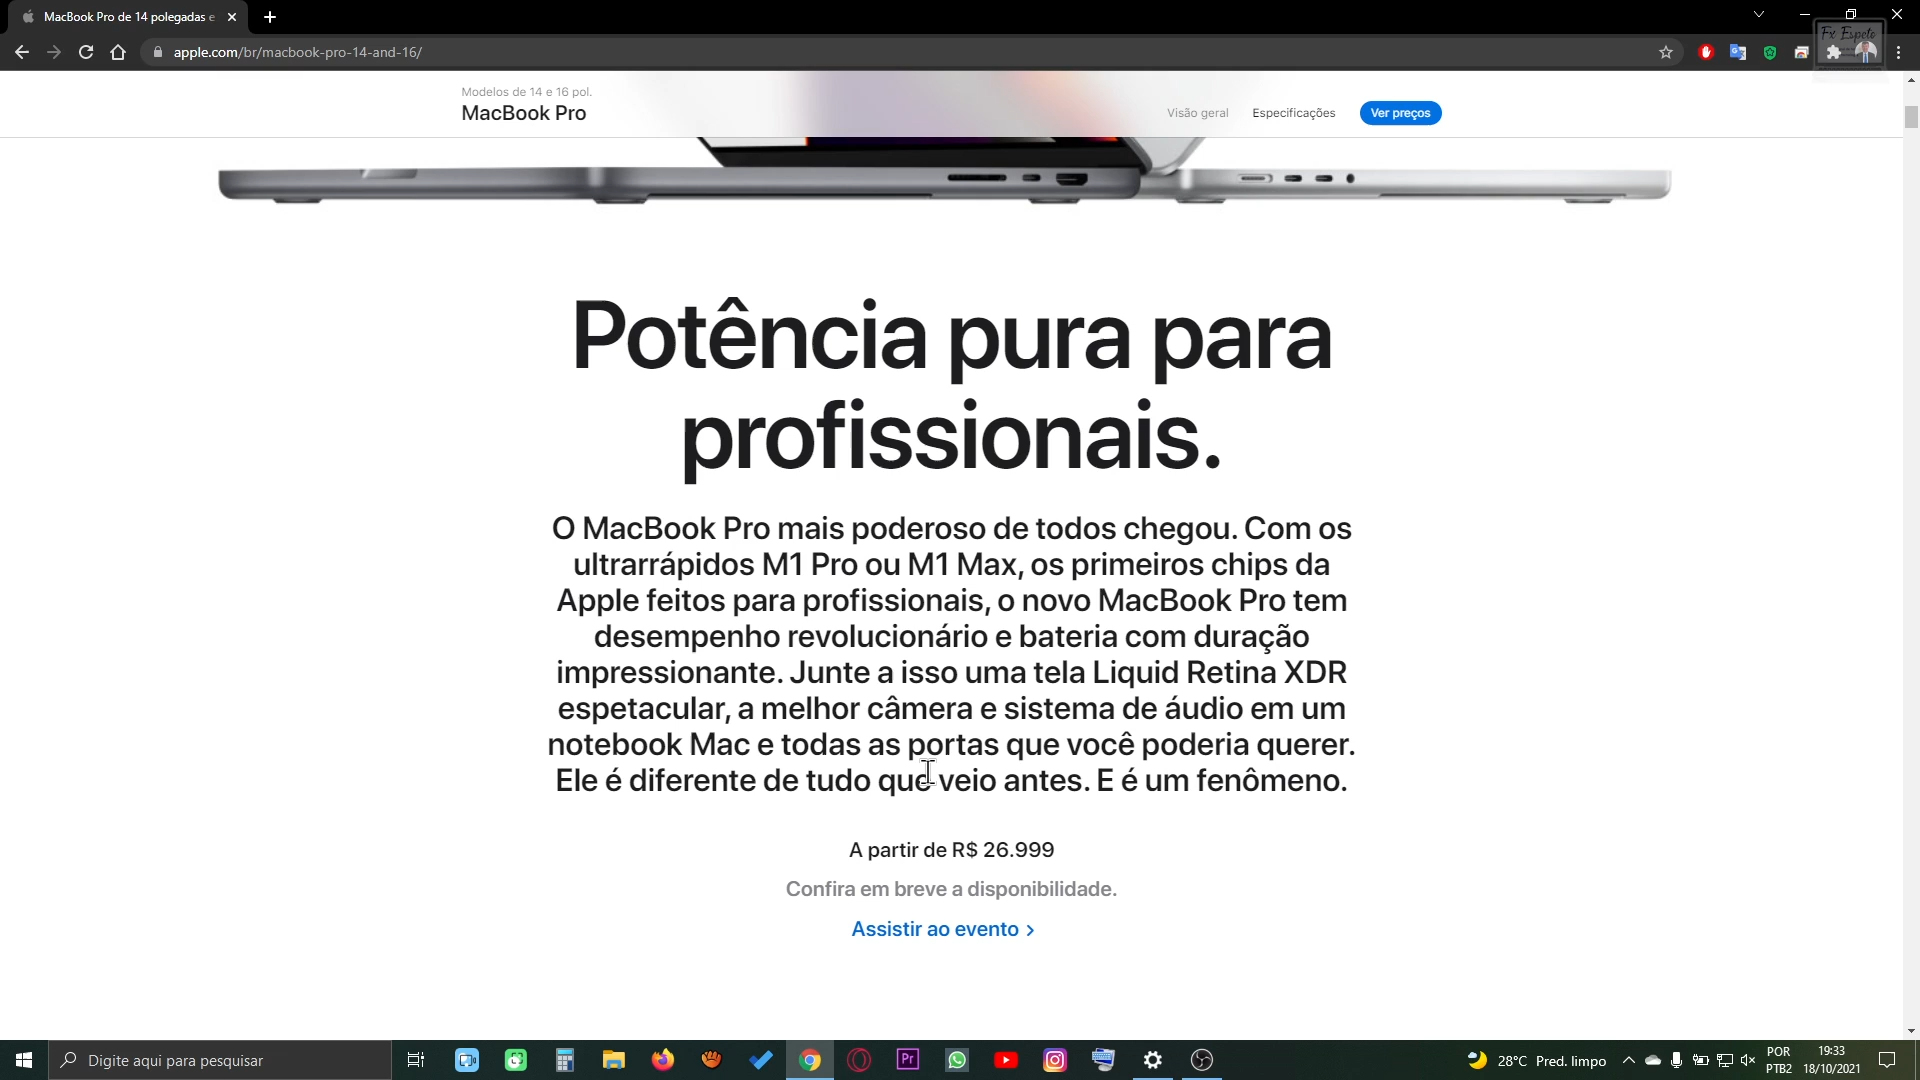 MacBook Pro de 14 polegadas e
apple.com/br/macbook-pro-14-and-16/
Fx Espeto
Modelos de 14 e 16 pol.
MacBook Pro
Visão geral
Especificações
Ver preços
Potência pura para
profissionais.
O MacBook Pro mais poderoso de todos chegou. Com os
ultrarrápidos M1 Pro ou M1 Max, os primeiros chips da
Apple feitos para profissionais, o novo MacBook Pro tem
desempenho revolucionário e bateria com duração
impressionante. Junte a isso uma tela Liquid Retina XDR
espetacular, a melhor câmera e sistema de áudio em um
notebook Mac e todas as portas que você poderia querer.
Ele é diferente de tudo que veio antes. E é um fenômeno.
A partir de R$ 26.999
Confira em breve a disponibilidade.
Assistir ao evento >
Digite aqui para pesquisar
Pr
28°C Pred. limpo
POR
PTB2
19:33
18/10/2021